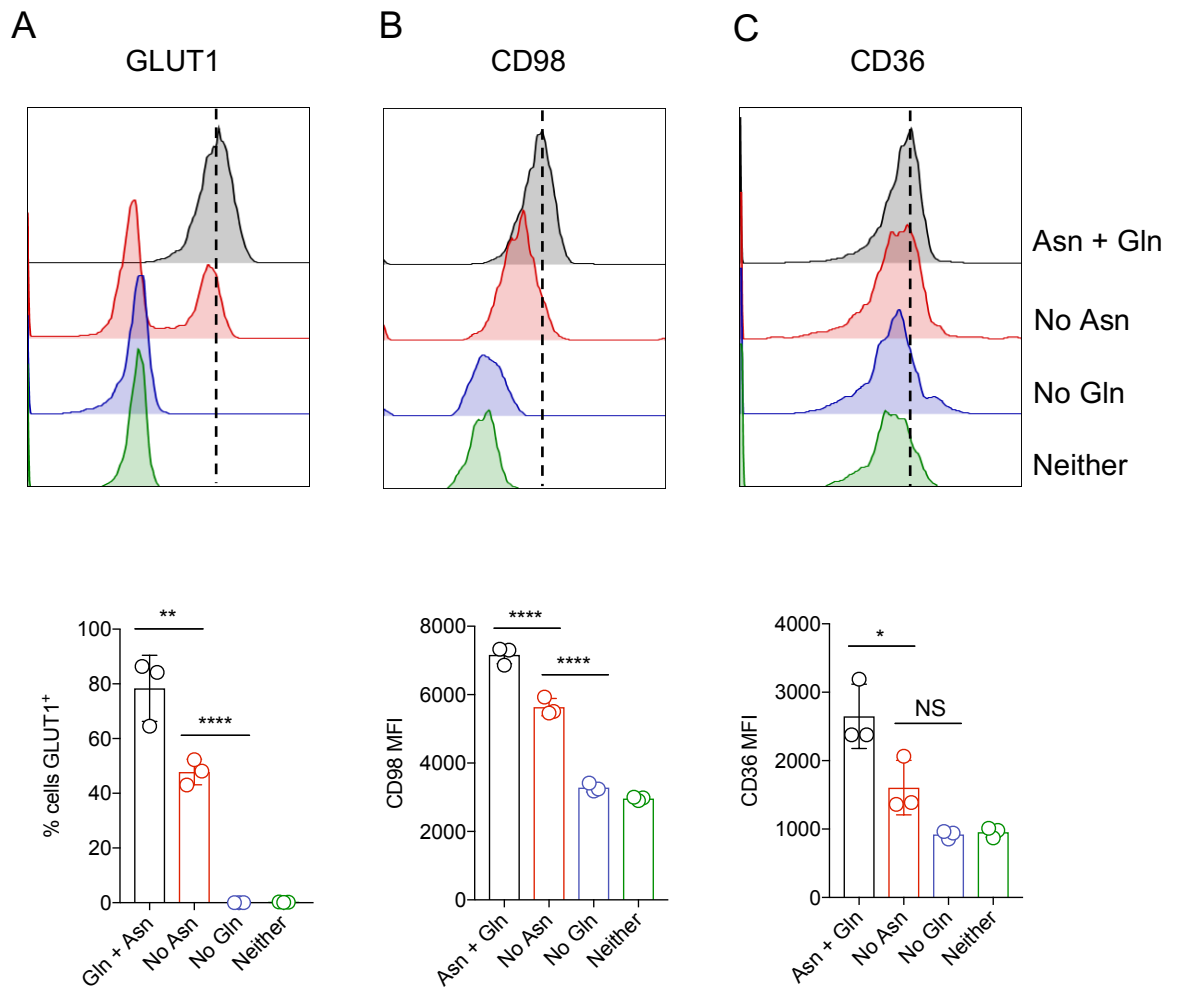 A
B
C
GLUT1
CD98
CD36
Asn + Gln
No Asn
No Gln
Neither
% cells GLUT1+
100
80
60
40
20
0
**
****
Gln + Asn
No Asn
No Gln
Neither
CD98 MFI
8000
6000
4000
2000
0
****
****
Asn + Gln
No Asn
No Gln
Neither
CD36 MFI
4000
3000
2000
1000
0
*
NS
Asn + Gln
No Asn
No Gln
Neither